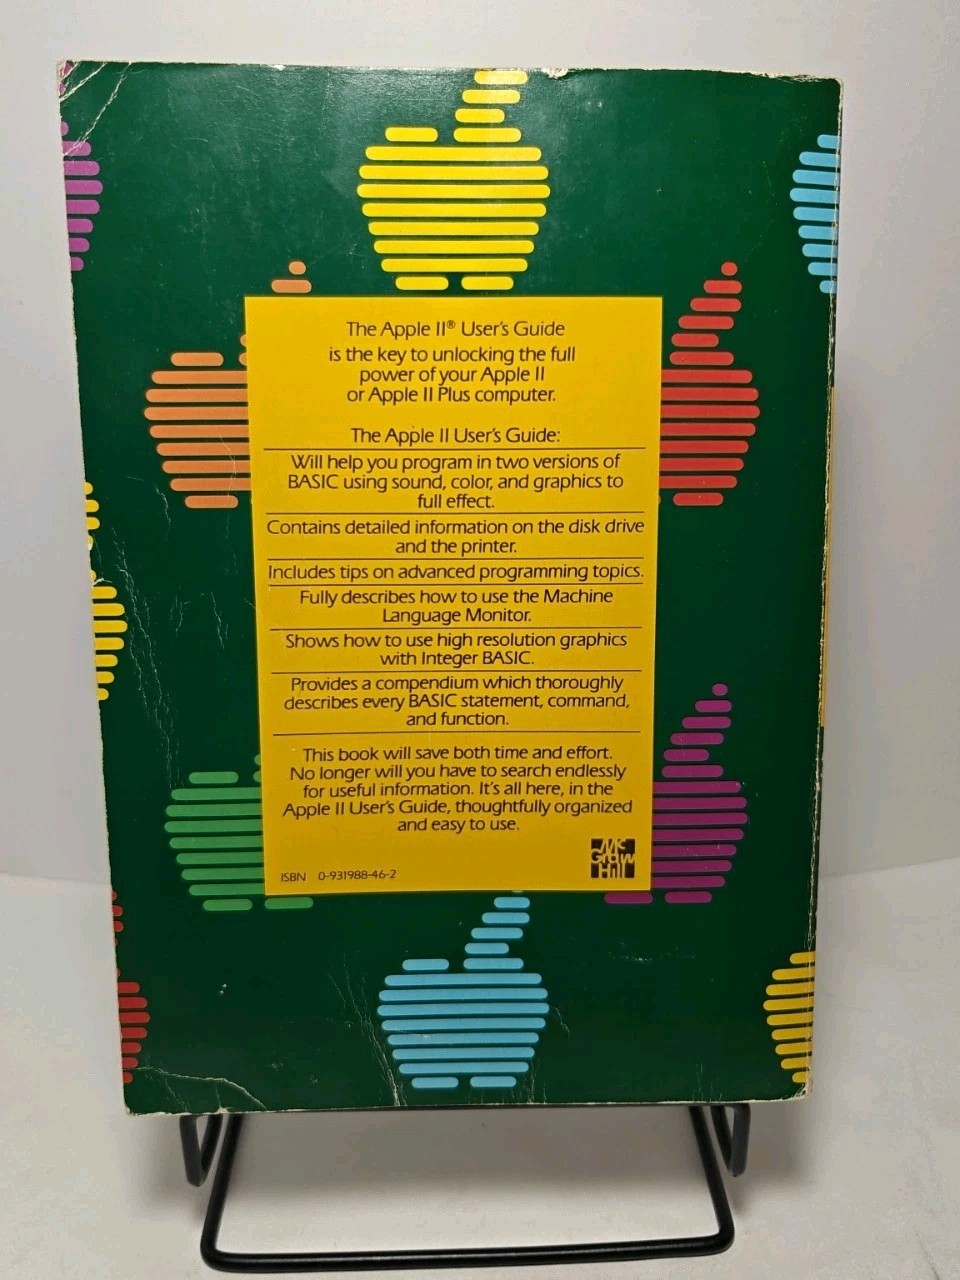 The Apple II® User's Guide
is the key to unlocking the full
power of your Apple II
or Apple II Plus computer.
The Apple II User's Guide:
Will help you program in two versions of
BASIC using sound, color, and graphics to
full effect.
Contains detailed information on the disk drive
and the printer.
Includes tips on advanced programming topics.
Fully describes how to use the Machine
Language Monitor.
Shows how to use high resolution graphics
with Integer BASIC.
Provides a compendium which thoroughly
describes every BASIC statement, command,
and function.
This book will save both time and effort.
No longer will you have to search endlessly
for useful information. It's all here, in the
Apple II User's Guide, thoughtfully organized
and easy to use.
Mc
Graw
Hill
ISBN 0-931988-46-2